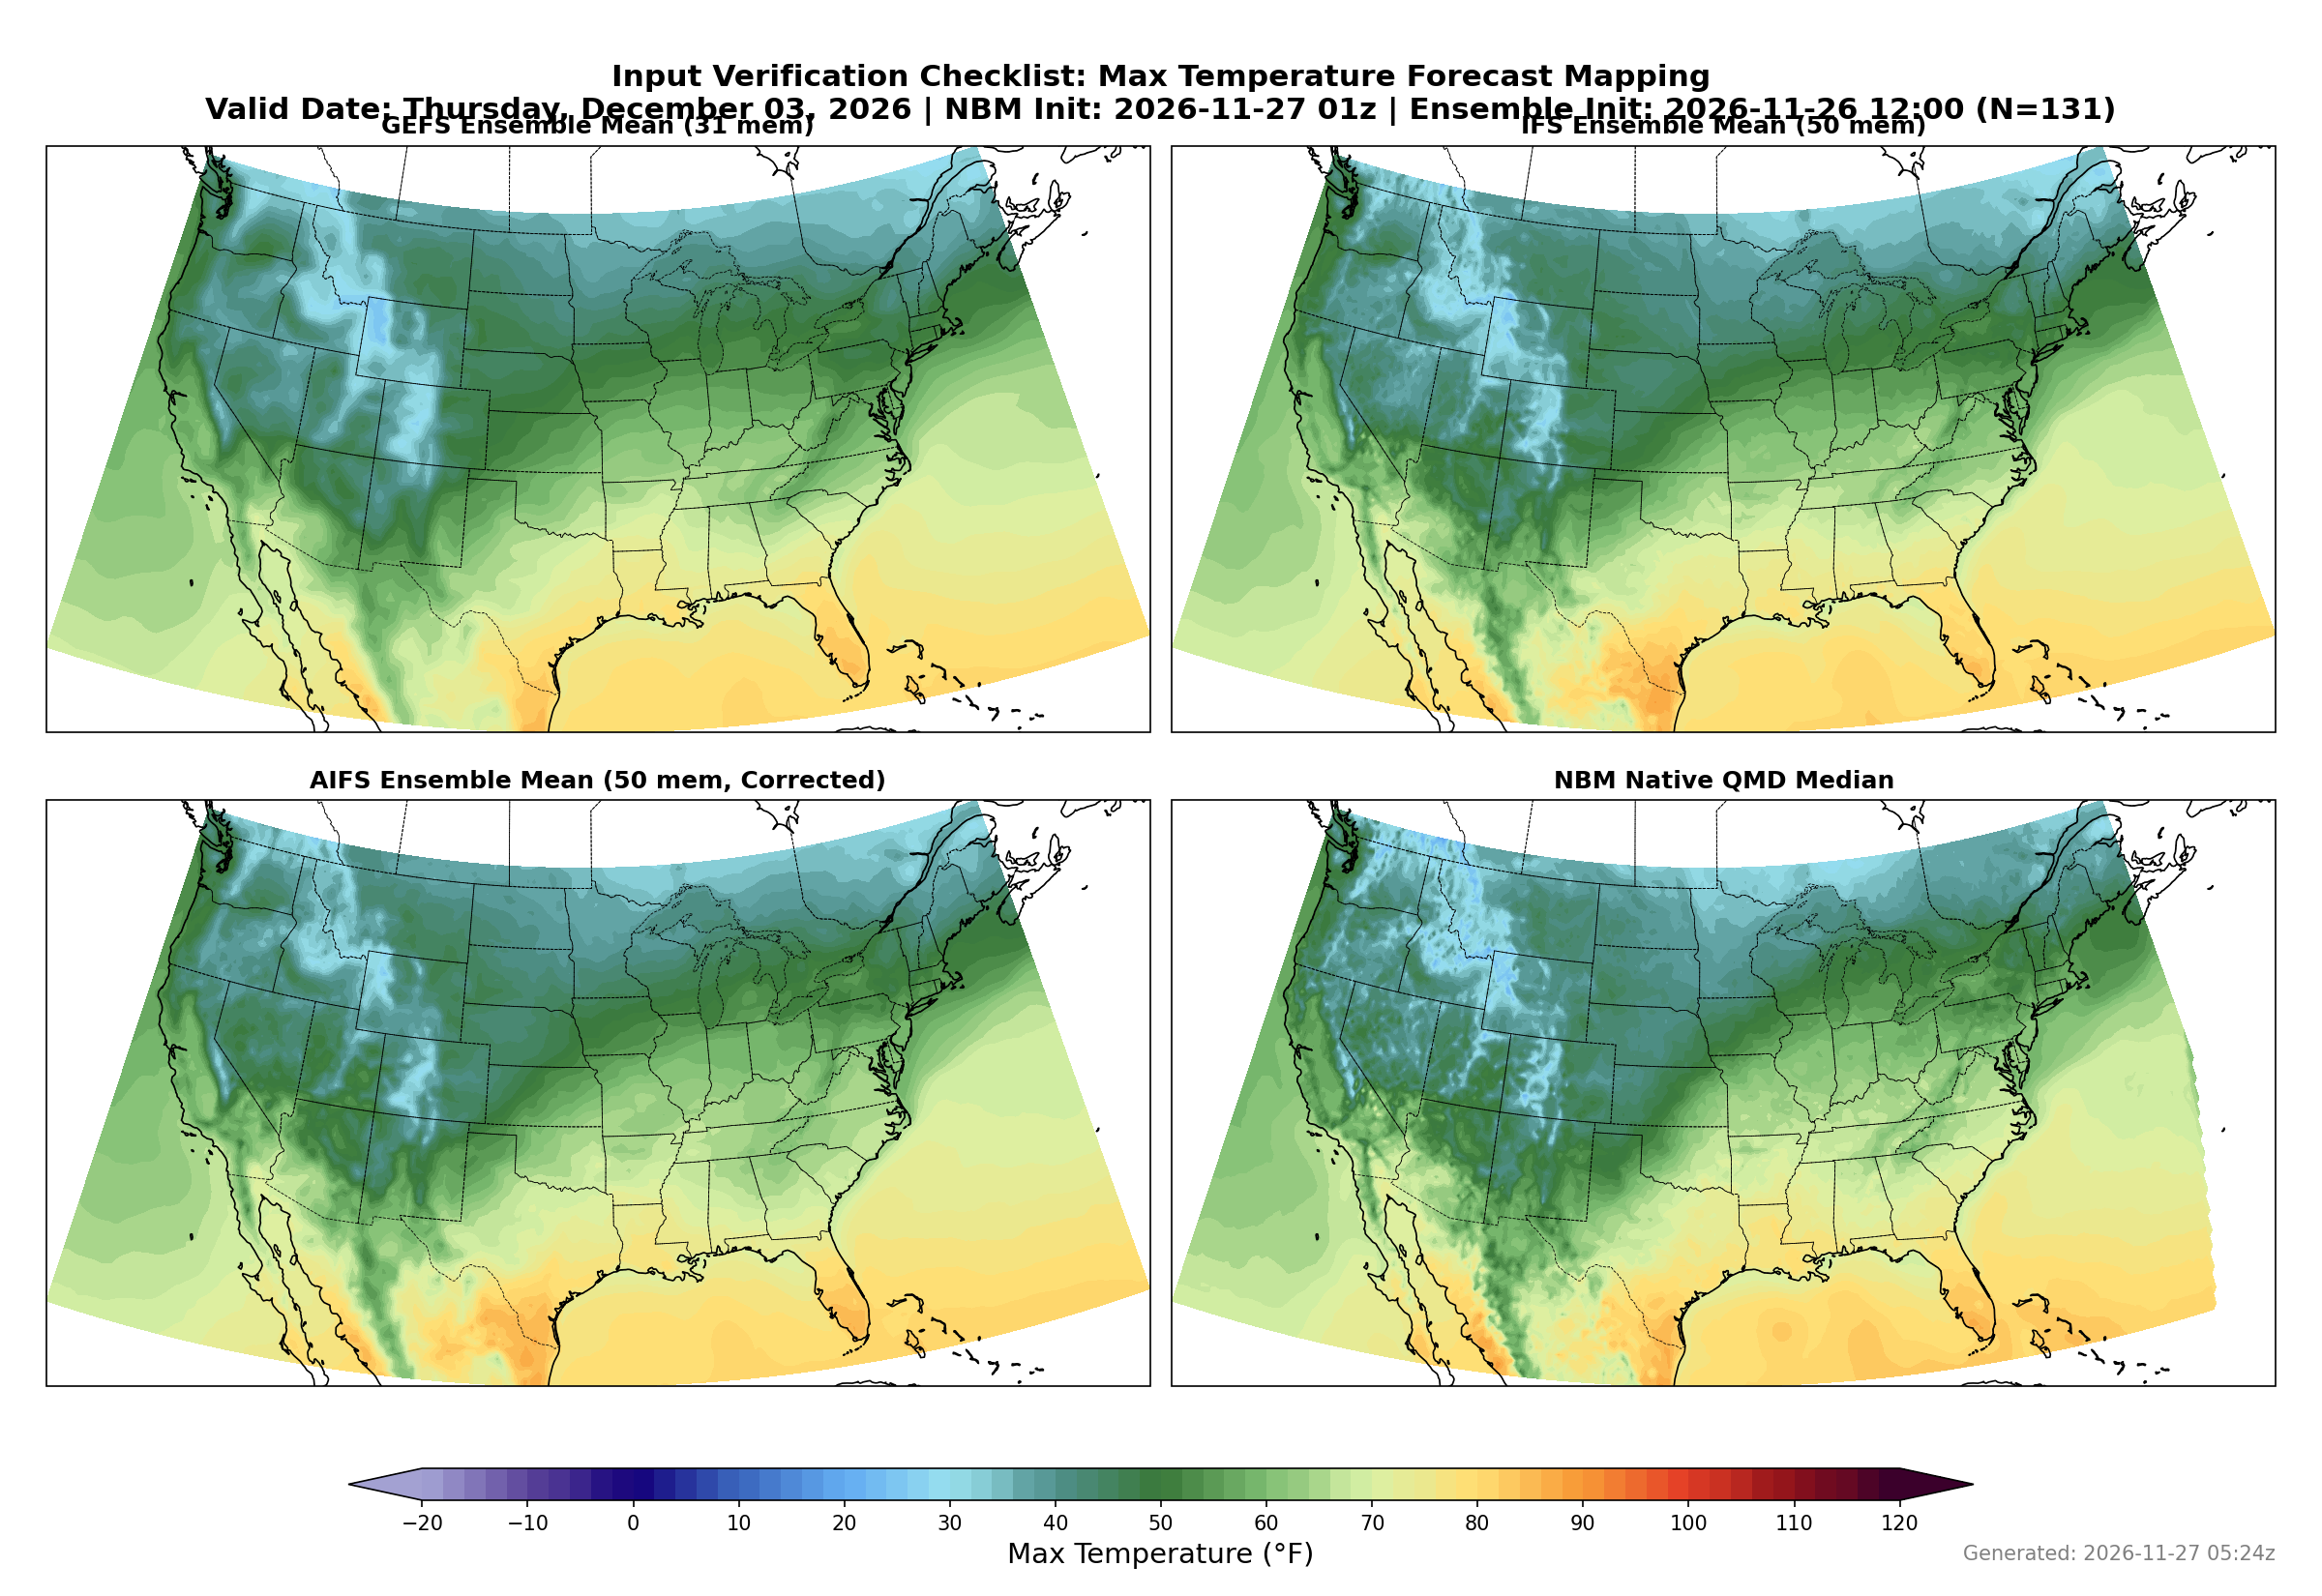 Input Verification Checklist: Max Temperature Forecast Mapping
Valid Date: Thursday, December 03, 2026 | NBM Init: 2026-11-27 01z | Ensemble Init: 2026-11-26 12:00 (N=131)
GEFS Ensemble Mean (31 mem)
IFS Ensemble Mean (50 mem)
AIFS Ensemble Mean (50 mem, Corrected)
NBM Native QMD Median
−20 −10 0 10 20 30 40 50 60 70 80 90 100 110 120
Max Temperature (°F)
Generated: 2026-11-27 05:24z